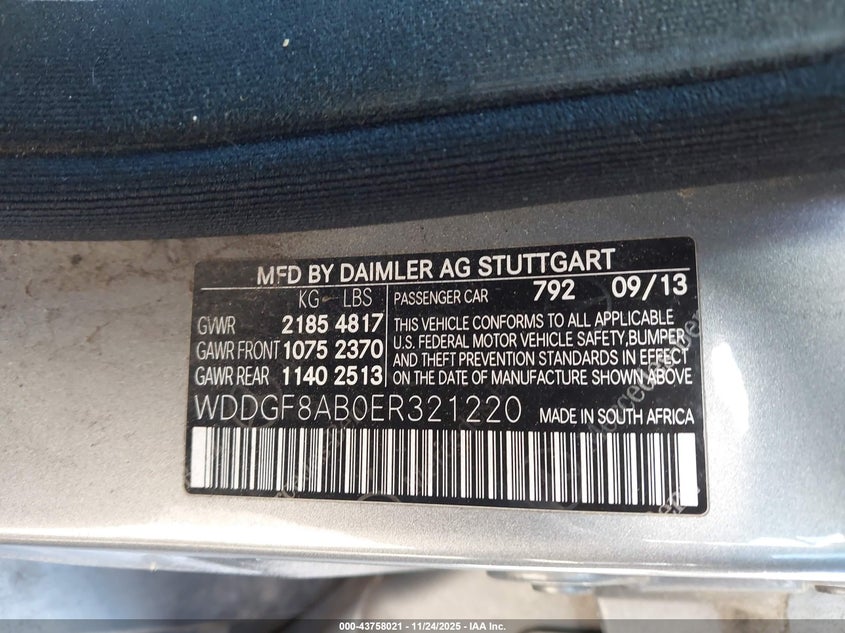 MFD BY DAIMLER AG STUTTGART
KG LBS PASSENGER CAR 792 09/13
GVWR 2185 4817 THIS VEHICLE CONFORMS TO ALL APPLICABLE
U.S. FEDERAL MOTOR VEHICLE SAFETY,BUMPER
GAWR FRONT 1075 2370 AND THEFT PREVENTION STANDARDS IN EFFECT
GAWR REAR 1140 2513 ON THE DATE OF MANUFACTURE SHOWN ABOVE.
WDDGF8AB0ER321220 MADE IN SOUTH AFRICA
000-43758021 | 11/24/2025 - IAA Inc.